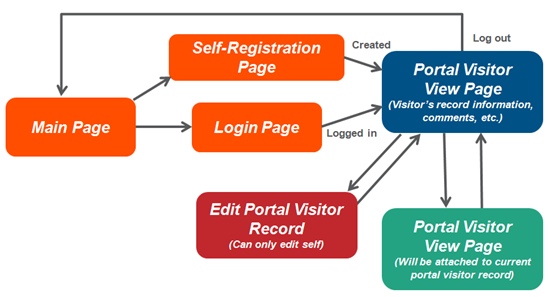 Log out
Self-Registration
Page
Created
Portal Visitor
View Page
(Visitor's record information,
comments, etc.)
Main Page
Login Page
Logged in
Edit Portal Visitor
Record
(Can only edit self)
Portal Visitor
View Page
(Will be attached to current
portal visitor record)